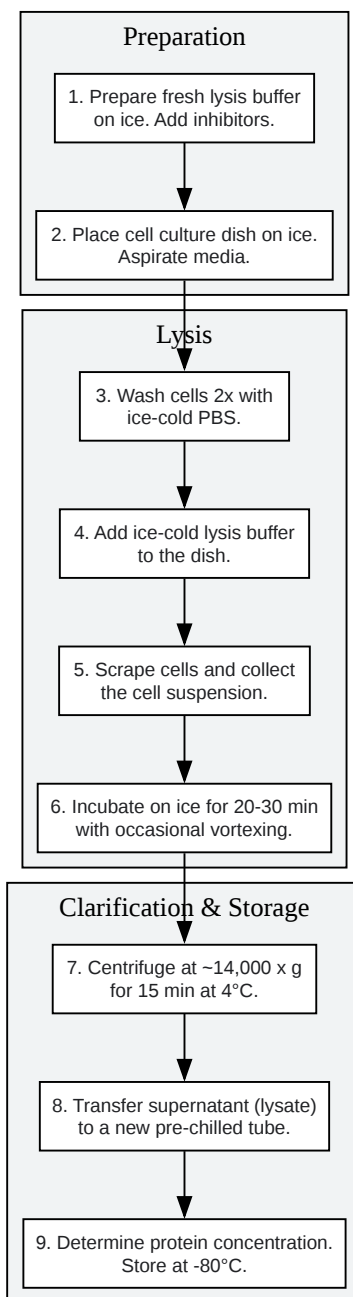 Preparation
1. Prepare fresh lysis buffer
on ice. Add inhibitors.
2. Place cell culture dish on ice.
Aspirate media.
Lysis
3. Wash cells 2x with
ice-cold PBS.
4. Add ice-cold lysis buffer
to the dish.
5. Scrape cells and collect
the cell suspension.
6. Incubate on ice for 20-30 min
with occasional vortexing.
Clarification & Storage
7. Centrifuge at ~14,000 x g
for 15 min at 4°C.
8. Transfer supernatant (lysate)
to a new pre-chilled tube.
9. Determine protein concentration.
Store at -80°C.